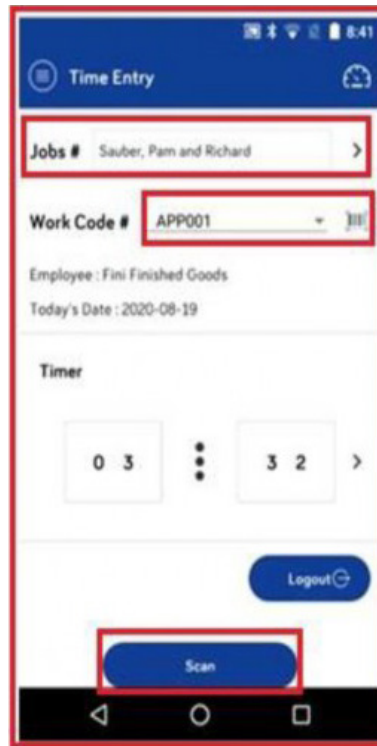 8:41
Time Entry
Jobs # Sauber, Pam and Richard
Work Code # APP001
Employee : Fini Finished Goods
Today's Date : 2020-08-19
Timer
0 3 : 3 2
Logout
Scan